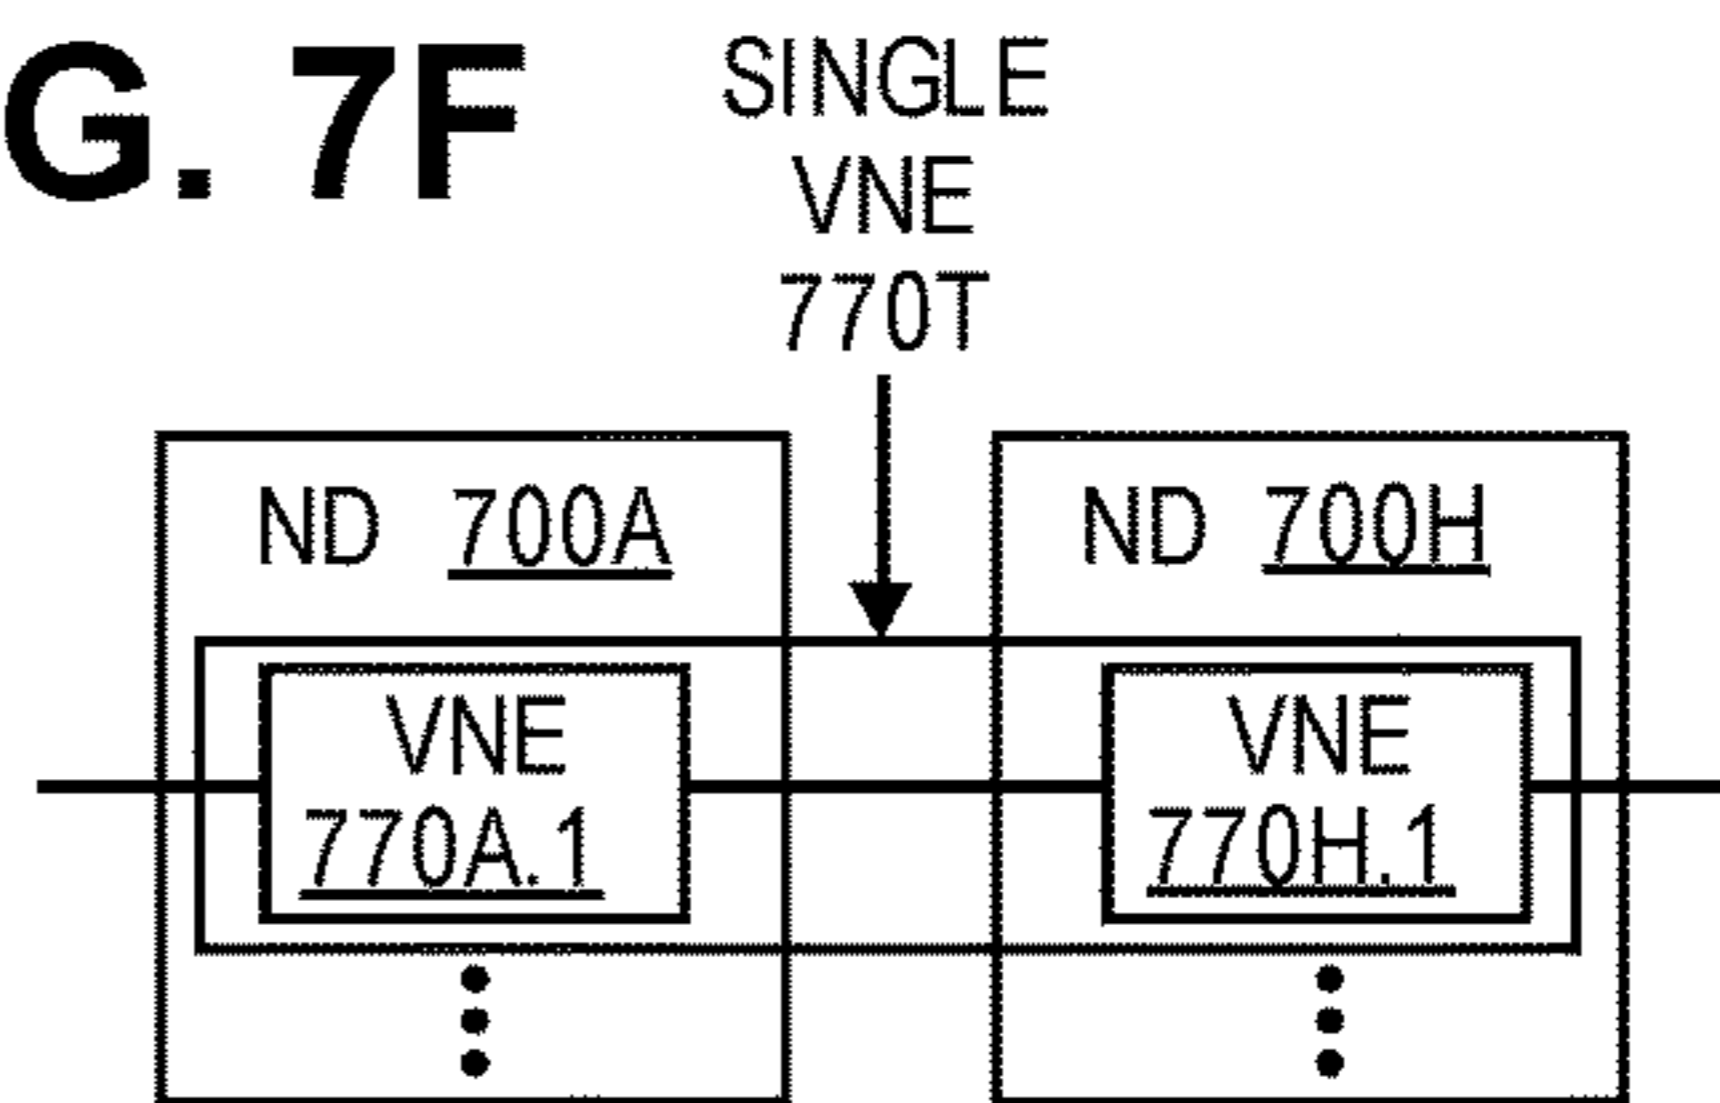 G. 7F
SINGLE
VNE
770T
ND 700A
ND 700H
VNE
770A.1
VNE
770H.1